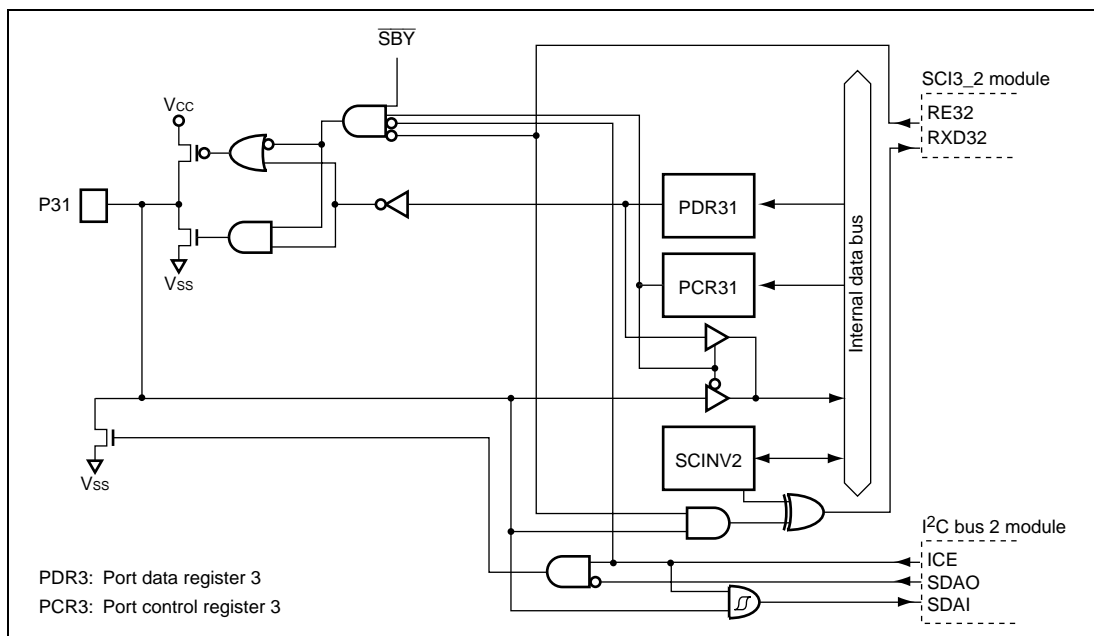 SBY
SCI3_2 module
VCC
RE32
RXD32
P31
PDR31
PCR31
VSS
Internal data bus
SCINV2
VSS
I2C bus 2 module
ICE
SDAO
SDAI
PDR3: Port data register 3
PCR3: Port control register 3